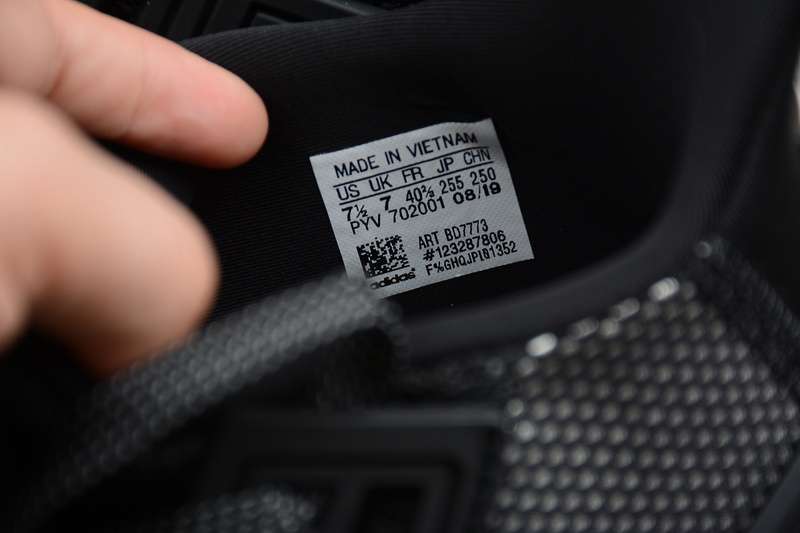 MADE IN VIETNAM
US UK FR JP CHN
7½ 7 40⅔ 255 250
PYV 702001 08/19
ART BD7773
#123287806
F%GHQJPI81352
adidas